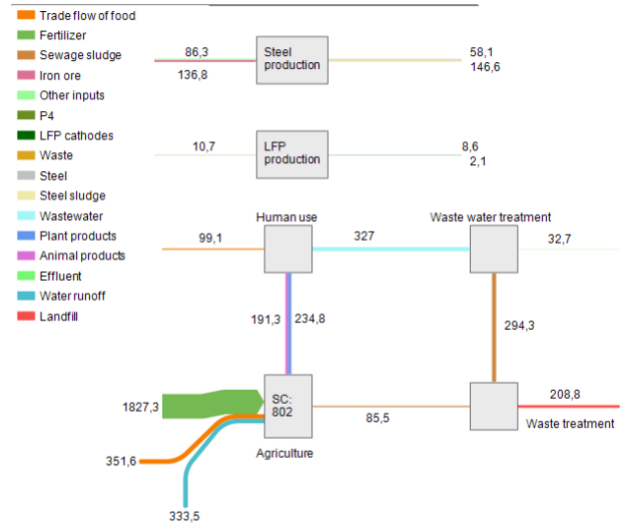 Trade flow of food
Fertilizer
Sewage sludge
Iron ore
Other inputs
P4
LFP cathodes
Waste
Steel
Steel sludge
Wastewater
Plant products
Animal products
Effluent
Water runoff
Landfill
86,3
136,8
Steel
production
58,1
146,6
10,7
LFP
production
8,6
2,1
Human use
Waste water treatment
99,1
327
32,7
191,3
234,8
294,3
1827,3
SC:
802
85,5
208,8
Waste treatment
Agriculture
351,6
333,5